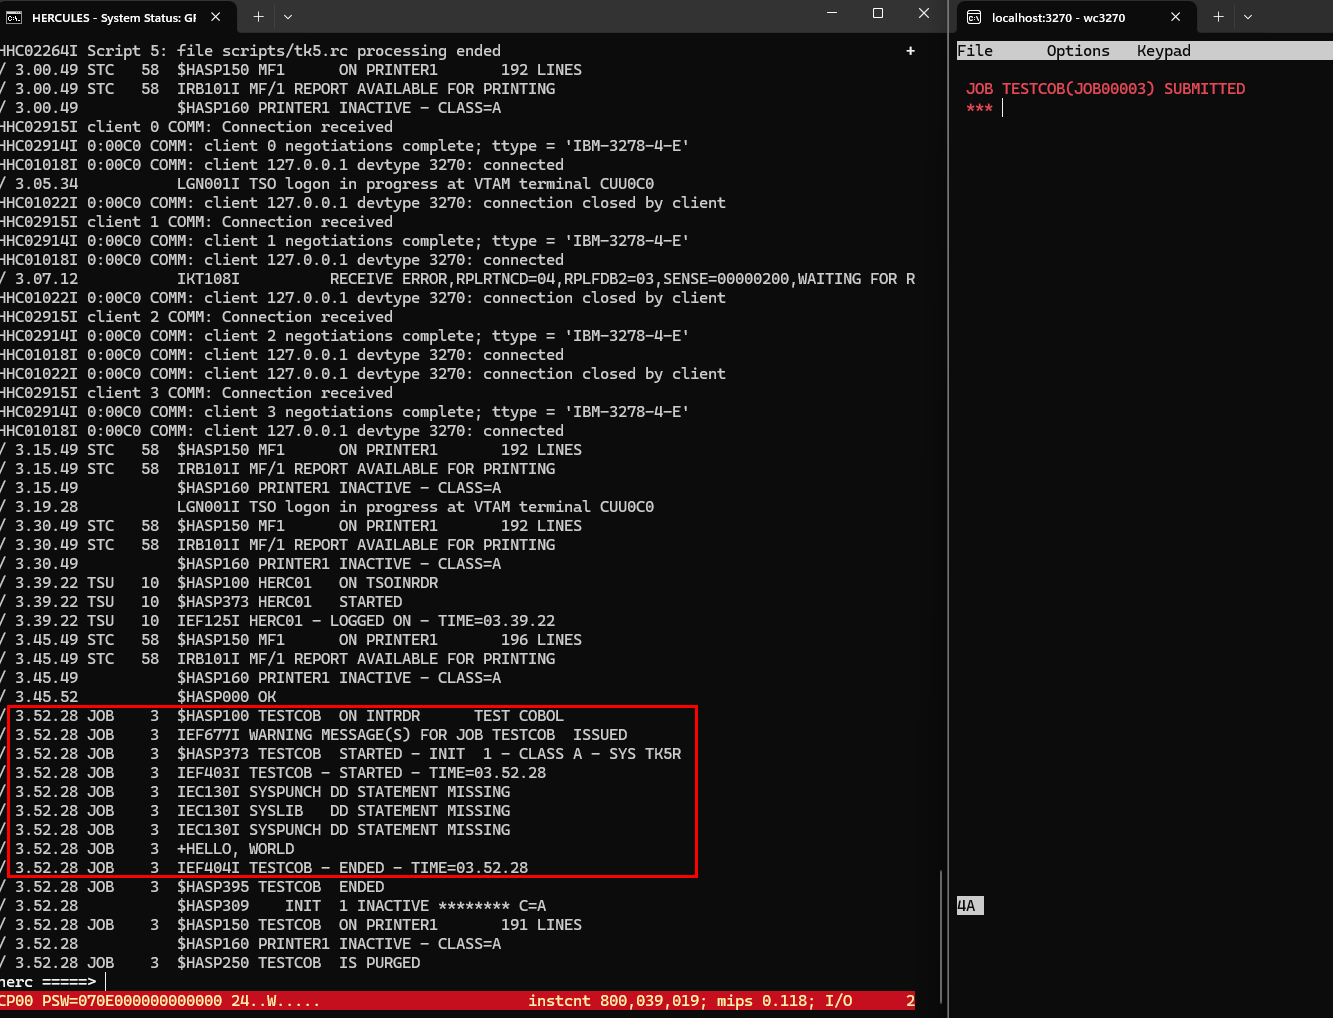 HERCULES - System Status: GR
HHC02264I Script 5: file scripts/tk5.rc processing ended +
/ 3.00.49 STC   58  $HASP150 MF1      ON PRINTER1       192 LINES
/ 3.00.49 STC   58  IRB101I MF/1 REPORT AVAILABLE FOR PRINTING
/ 3.00.49           $HASP160 PRINTER1 INACTIVE - CLASS=A
HHC02915I client 0 COMM: Connection received
HHC02914I 0:00C0 COMM: client 0 negotiations complete; ttype = 'IBM-3278-4-E'
HHC01018I 0:00C0 COMM: client 127.0.0.1 devtype 3270: connected
/ 3.05.34           LGN001I TSO logon in progress at VTAM terminal CUU0C0
HHC01022I 0:00C0 COMM: client 127.0.0.1 devtype 3270: connection closed by client
HHC02915I client 1 COMM: Connection received
HHC02914I 0:00C0 COMM: client 1 negotiations complete; ttype = 'IBM-3278-4-E'
HHC01018I 0:00C0 COMM: client 127.0.0.1 devtype 3270: connected
/ 3.07.12           IKT108I          RECEIVE ERROR,RPLRTNCD=04,RPLFDB2=03,SENSE=00000200,WAITING FOR R
HHC01022I 0:00C0 COMM: client 127.0.0.1 devtype 3270: connection closed by client
HHC02915I client 2 COMM: Connection received
HHC02914I 0:00C0 COMM: client 2 negotiations complete; ttype = 'IBM-3278-4-E'
HHC01018I 0:00C0 COMM: client 127.0.0.1 devtype 3270: connected
HHC01022I 0:00C0 COMM: client 127.0.0.1 devtype 3270: connection closed by client
HHC02915I client 3 COMM: Connection received
HHC02914I 0:00C0 COMM: client 3 negotiations complete; ttype = 'IBM-3278-4-E'
HHC01018I 0:00C0 COMM: client 127.0.0.1 devtype 3270: connected
/ 3.15.49 STC   58  $HASP150 MF1      ON PRINTER1       192 LINES
/ 3.15.49 STC   58  IRB101I MF/1 REPORT AVAILABLE FOR PRINTING
/ 3.15.49           $HASP160 PRINTER1 INACTIVE - CLASS=A
/ 3.19.28           LGN001I TSO logon in progress at VTAM terminal CUU0C0
/ 3.30.49 STC   58  $HASP150 MF1      ON PRINTER1       192 LINES
/ 3.30.49 STC   58  IRB101I MF/1 REPORT AVAILABLE FOR PRINTING
/ 3.30.49           $HASP160 PRINTER1 INACTIVE - CLASS=A
/ 3.39.22 TSU   10  $HASP100 HERC01   ON TSOINRDR
/ 3.39.22 TSU   10  $HASP373 HERC01   STARTED
/ 3.39.22 TSU   10  IEF125I HERC01 - LOGGED ON - TIME=03.39.22
/ 3.45.49 STC   58  $HASP150 MF1      ON PRINTER1       196 LINES
/ 3.45.49 STC   58  IRB101I MF/1 REPORT AVAILABLE FOR PRINTING
/ 3.45.49           $HASP160 PRINTER1 INACTIVE - CLASS=A
/ 3.45.52           $HASP000 OK
/ 3.52.28 JOB    3  $HASP100 TESTCOB  ON INTRDR      TEST COBOL
/ 3.52.28 JOB    3  IEF677I WARNING MESSAGE(S) FOR JOB TESTCOB  ISSUED
/ 3.52.28 JOB    3  $HASP373 TESTCOB  STARTED - INIT  1 - CLASS A - SYS TK5R
/ 3.52.28 JOB    3  IEF403I TESTCOB - STARTED - TIME=03.52.28
/ 3.52.28 JOB    3  IEC130I SYSPUNCH DD STATEMENT MISSING
/ 3.52.28 JOB    3  IEC130I SYSLIB   DD STATEMENT MISSING
/ 3.52.28 JOB    3  IEC130I SYSPUNCH DD STATEMENT MISSING
/ 3.52.28 JOB    3  +HELLO, WORLD
/ 3.52.28 JOB    3  IEF404I TESTCOB - ENDED - TIME=03.52.28
/ 3.52.28 JOB    3  $HASP395 TESTCOB  ENDED
/ 3.52.28           $HASP309    INIT  1 INACTIVE ******** C=A
/ 3.52.28 JOB    3  $HASP150 TESTCOB  ON PRINTER1       191 LINES
/ 3.52.28           $HASP160 PRINTER1 INACTIVE - CLASS=A
/ 3.52.28 JOB    3  $HASP250 TESTCOB  IS PURGED
herc =====>
CP00 PSW=070E000000000000 24..W..... instcnt 800,039,019; mips 0.118; I/O 2
localhost:3270 - wc3270
File Options Keypad
JOB TESTCOB(JOB00003) SUBMITTED
***
4A